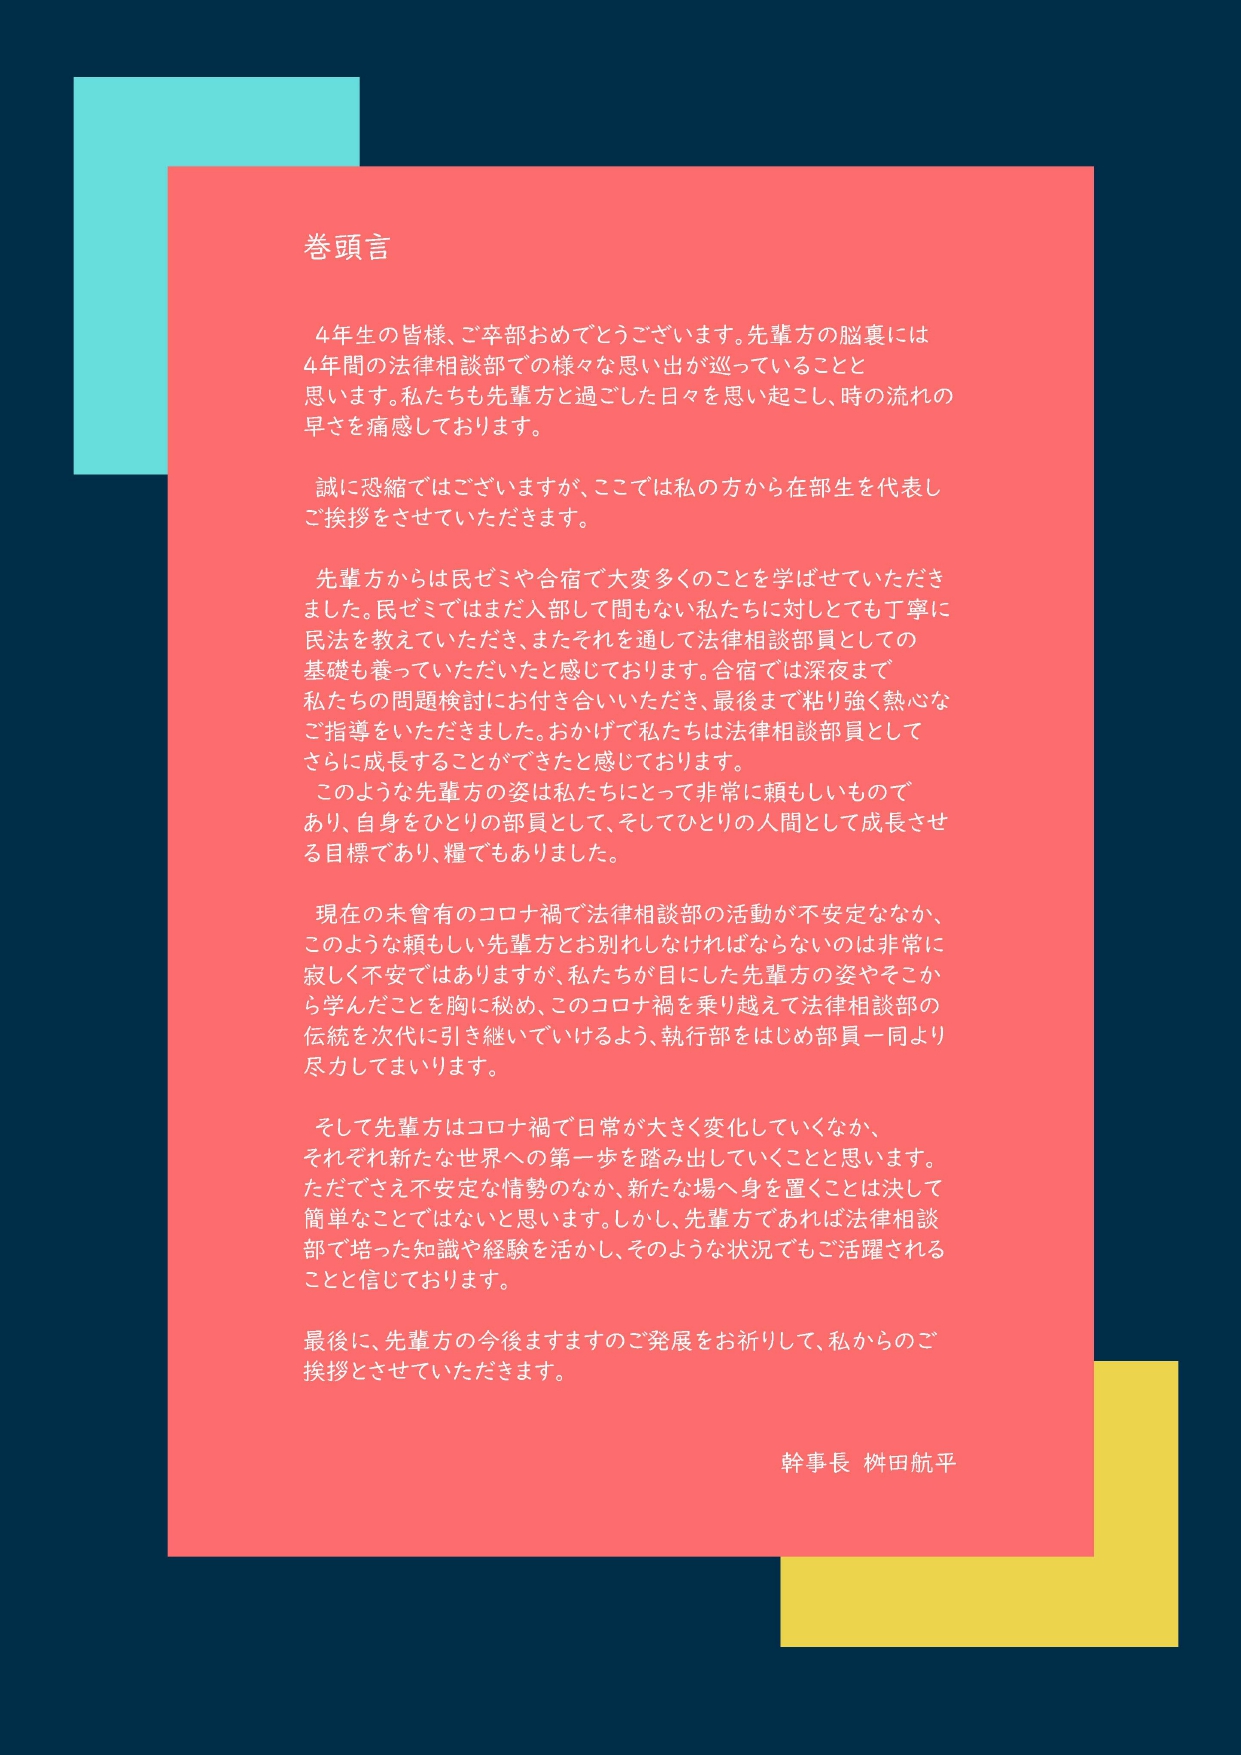 巻頭言
4年生の皆様、ご卒部おめでとうございます。先輩方の脳裏には
4年間の法律相談部での様々な思い出が巡っていることと
思います。私たちも先輩方と過ごした日々を思い起こし、時の流れの
早さを痛感しております。
誠に恐縮ではございますが、ここでは私の方から在部生を代表し
ご挨拶をさせていただきます。
先輩方からは民ゼミや合宿で大変多くのことを学ばせていただき
ました。民ゼミではまだ入部して間もない私たちに対しとても丁寧に
民法を教えていただき、またそれを通して法律相談部員としての
基礎も養っていただいたと感じております。合宿では深夜まで
私たちの問題検討にお付き合いいただき、最後まで粘り強く熱心な
ご指導をいただきました。おかげで私たちは法律相談部員として
さらに成長することができたと感じております。
このような先輩方の姿は私たちにとって非常に頼もしいもので
あり、自身をひとりの部員として、そしてひとりの人間として成長させ
る目標であり、糧でもありました。
現在の未曾有のコロナ禍で法律相談部の活動が不安定ななか、
このような頼もしい先輩方とお別れしなければならないのは非常に
寂しく不安ではありますが、私たちが目にした先輩方の姿やそこか
ら学んだことを胸に秘め、このコロナ禍を乗り越えて法律相談部の
伝統を次代に引き継いでいけるよう、執行部をはじめ部員一同より
尽力してまいります。
そして先輩方はコロナ禍で日常が大きく変化していくなか、
それぞれ新たな世界への第一歩を踏み出していくことと思います。
ただでさえ不安定な情勢のなか、新たな場へ身を置くことは決して
簡単なことではないと思います。しかし、先輩方であれば法律相談
部で培った知識や経験を活かし、そのような状況でもご活躍される
ことと信じております。
最後に、先輩方の今後ますますのご発展をお祈りして、私からのご
挨拶とさせていただきます。
幹事長 桝田航平